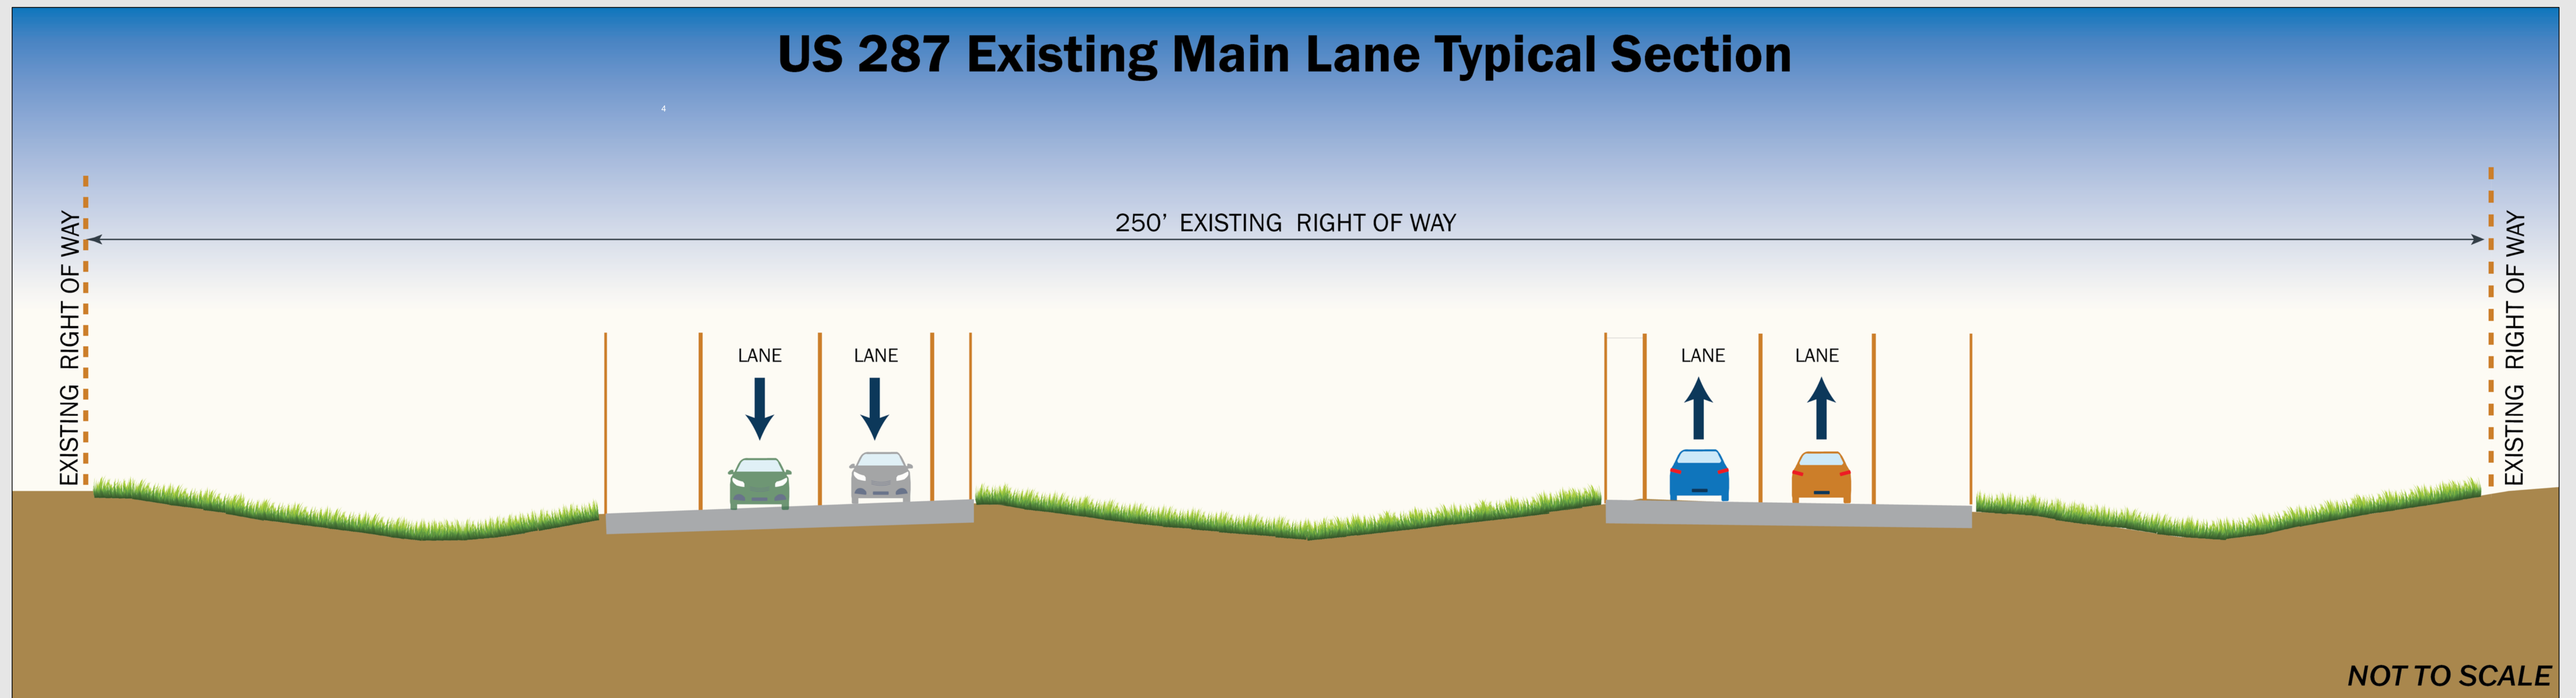 US 287 Existing Main Lane Typical Section
4
250’ EXISTING RIGHT OF WAY
EXISTING RIGHT OF WAY
EXISTING RIGHT OF WAY
LANE
LANE
LANE
LANE
NOT TO SCALE